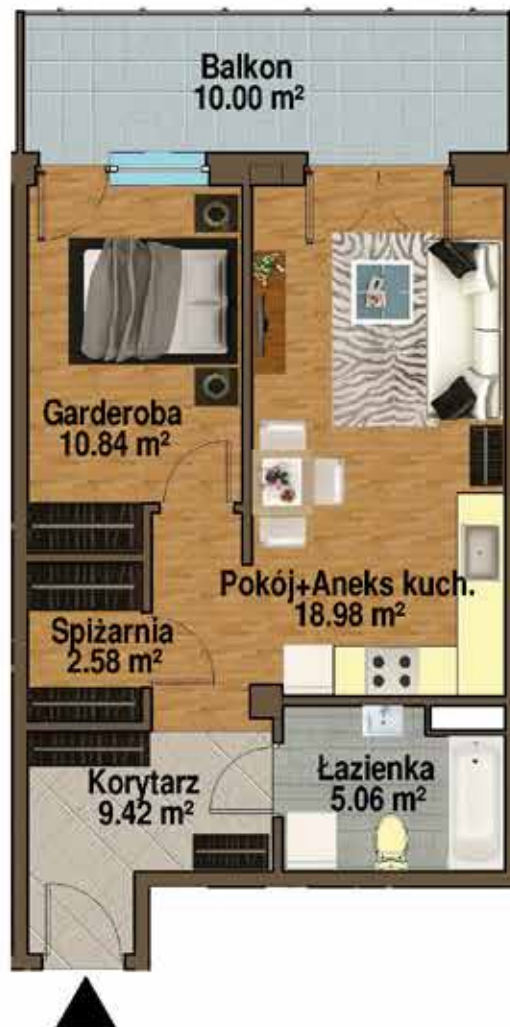 Balkon
10.00 m²
Garderoba
10.84 m²
Pokój+Aneks kuch.
18.98 m²
Spiżarnia
2.58 m²
Korytarz
9.42 m²
Łazienka
5.06 m²